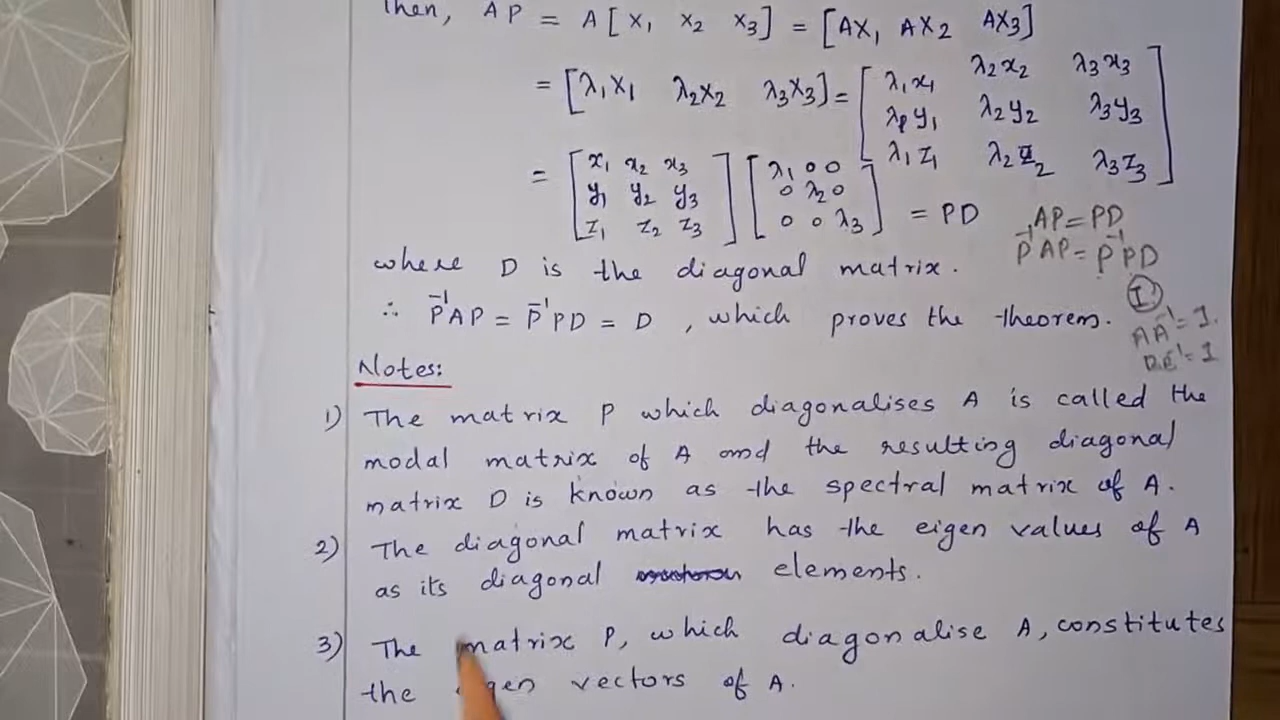 Then, AP = A [ X₁ X₂ X₃ ] = [AX₁ AX₂ AX₃]
= [λ₁X₁ λ₂X₂ λ₃X₃] = [ λ₁x₁ λ₂x₂ λ₃x₃
λ₁y₁ λ₂y₂ λ₃y₃
λ₁z₁ λ₂z₂ λ₃z₃ ]
= [ x₁ x₂ x₃
y₁ y₂ y₃
z₁ z₂ z₃ ] [ λ₁ 0 0
0 λ₂ 0
0 0 λ₃ ] = PD
AP = PD
P⁻¹AP = P⁻¹PD
I
AA⁻¹ = I.
where D is the diagonal matrix.
∴ P⁻¹AP = P⁻¹PD = D , which proves the theorem.
Notes:
1) The matrix P which diagonalises A is called the
modal matrix of A and the resulting diagonal
matrix D is known as the spectral matrix of A.
2) The diagonal matrix has the eigen values of A
as its diagonal elements.
3) The matrix P, which diagonalise A, constitutes
the eigen vectors of A.